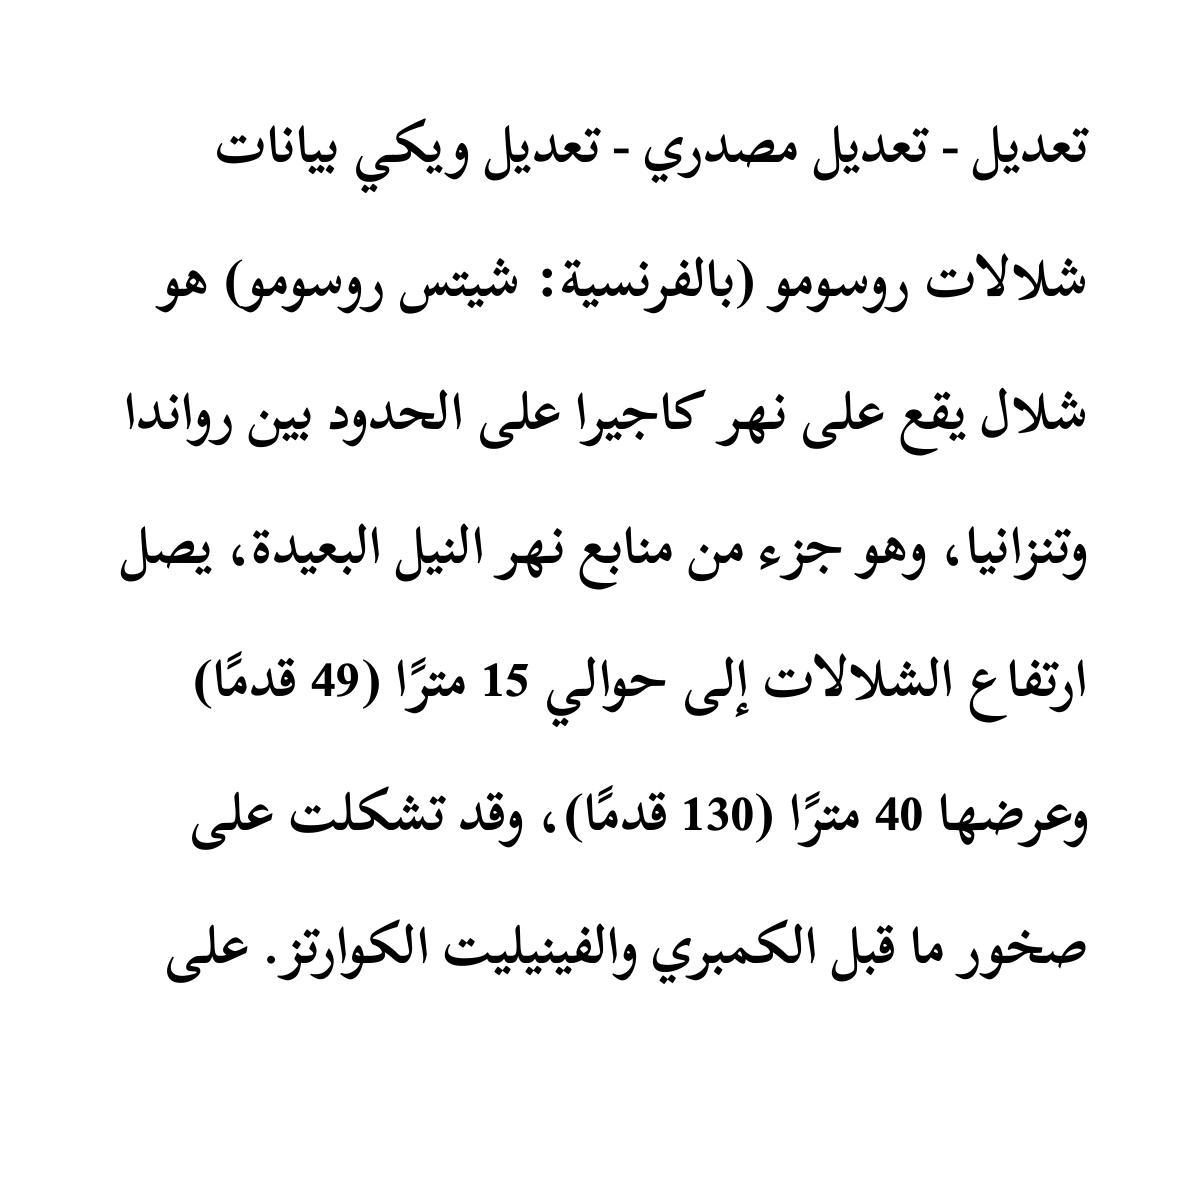 تعديل - تعديل مصدري - تعديل ويكي بيانات
شلالات روسومو (بالفرنسية: شيتس روسومو) هو
شلال يقع على نهر كاجيرا على الحدود بين رواندا
وتنزانيا، وهو جزء من منابع نهر النيل البعيدة، يصل
ارتفاع الشلالات إلى حوالي 15 مترًا (49 قدمًا)
وعرضها 40 مترًا (130 قدمًا)، وقد تشكلت على
صخور ما قبل الكمبري والفينيليت الكوارتز. على